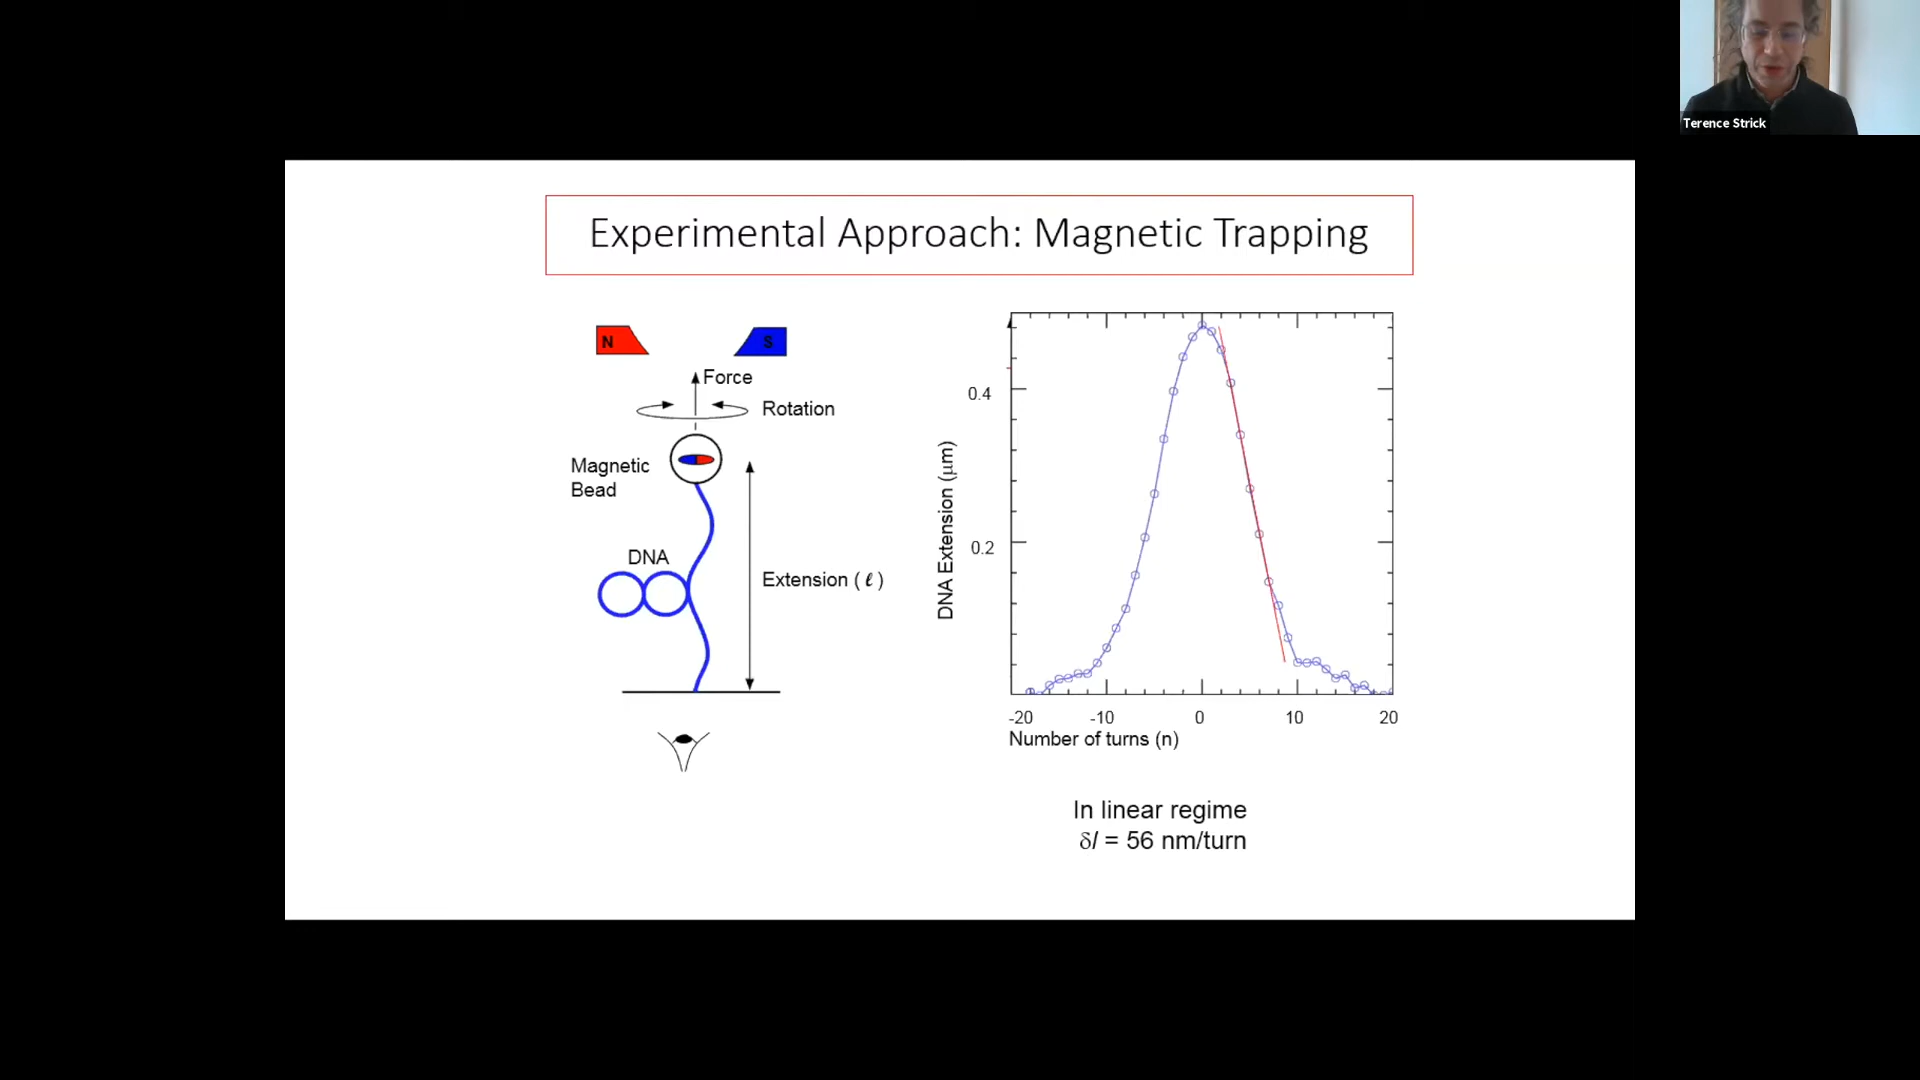 Terence Strick
Experimental Approach: Magnetic Trapping
N
S
Force
Rotation
Magnetic
Bead
DNA
Extension ( ℓ )
DNA Extension (μm)
0.4
0.2
-20 -10 0 10 20
Number of turns (n)
In linear regime
δl = 56 nm/turn